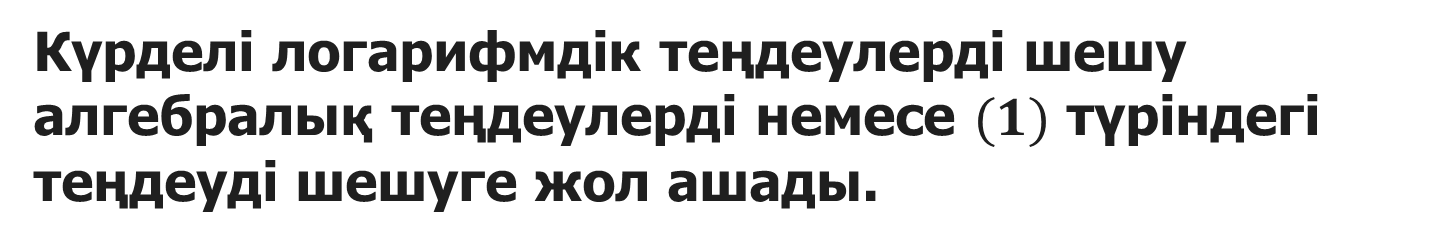 Күрделі логарифмдік теңдеулерді шешу
алгебралық теңдеулерді немесе (1) түріндегі
теңдеуді шешуге жол ашады.